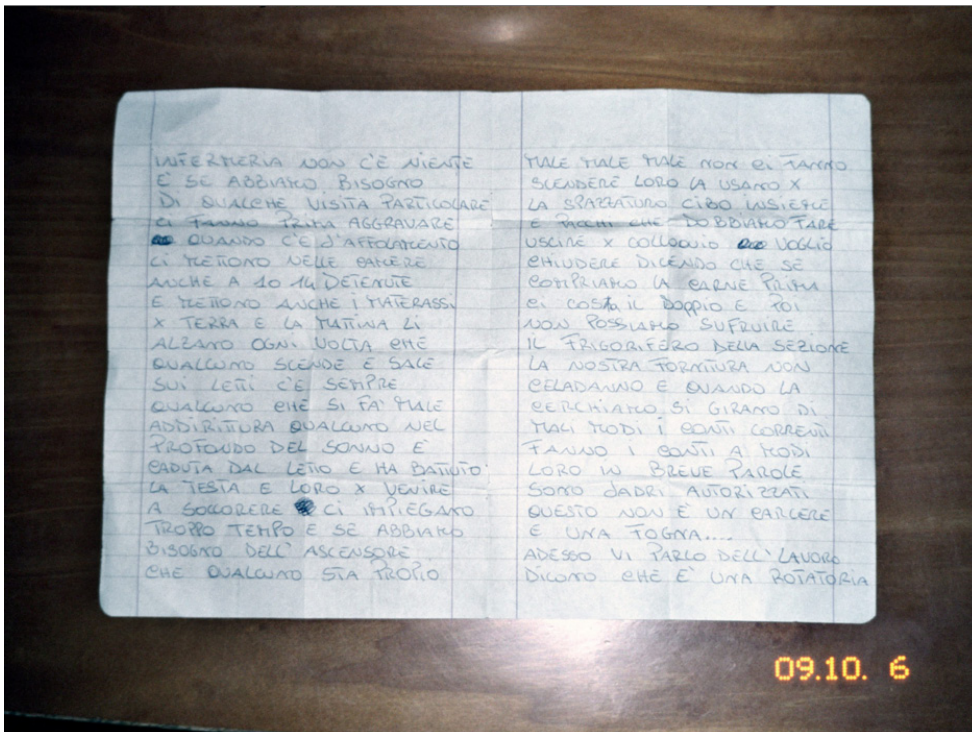 INFERMERIA NON C'È NIENTE
E SE ABBIAMO BISOGNO
DI QUALCHE VISITA PARTICOLARE
CI FANNO PRIMA AGGRAVARE
QUANDO C'E L'AFFOLAMENTO
CI METTONO NELLE CAMERE
ANCHE A 10 14 DETENUTE
E METTONO ANCHE I MATERASSI
X TERRA E LA MATTINA LI
ALZANO OGNI VOLTA CHE
QUALCUNO SCENDE E SALE
SUI LETI C'È SEMPRE
QUALCUNO CHE SI FA' MALE
ADDIRITTURA QUALCUNO NEL
PROFONDO DEL SONNO È
CADUTA DAL LETTO E HA BATTUTO
LA TESTA E LORO X VENIRE
A SOCCORERE CI IMPIEGANO
TROPPO TEMPO E SE ABBIAMO
BISOGNO DELL'ASCENSORE
CHE QUALCUNO STA PROPIO
MALE MALE MALE NON CI FANNO
SCENDERE LORO LA USANO X
LA SPAZZATURO CIBO INSIEME
E PACCHI CHE DOBBIAMO FARE
USCIRE X COLLOQUIO VOGLIO
CHIUDERE DICENDO CHE SE
COMPRIAMO LA CARNE PRIMA
CI COSTA IL DOPPIO E POI
NON POSSIAMO SUFRUIRE
IL FRIGORIFERO DELLA SEZIONE
LA NOSTRA FORNITURA NON
CELADANNO E QUANDO LA
CERCHIAMO SI GIRANO DI
MALI MODI I CONTI CORRENTI
FANNO I CONTI A MODI
LORO IN BREVE PAROLE
SONO LADRI AUTORIZZATI
QUESTO NON È UN CARCERE
E UNA FOGNA....
ADESSO VI PARLO DELL'LAVORO
DICONO CHE E' UNA ROTATORIA
09.10. 6